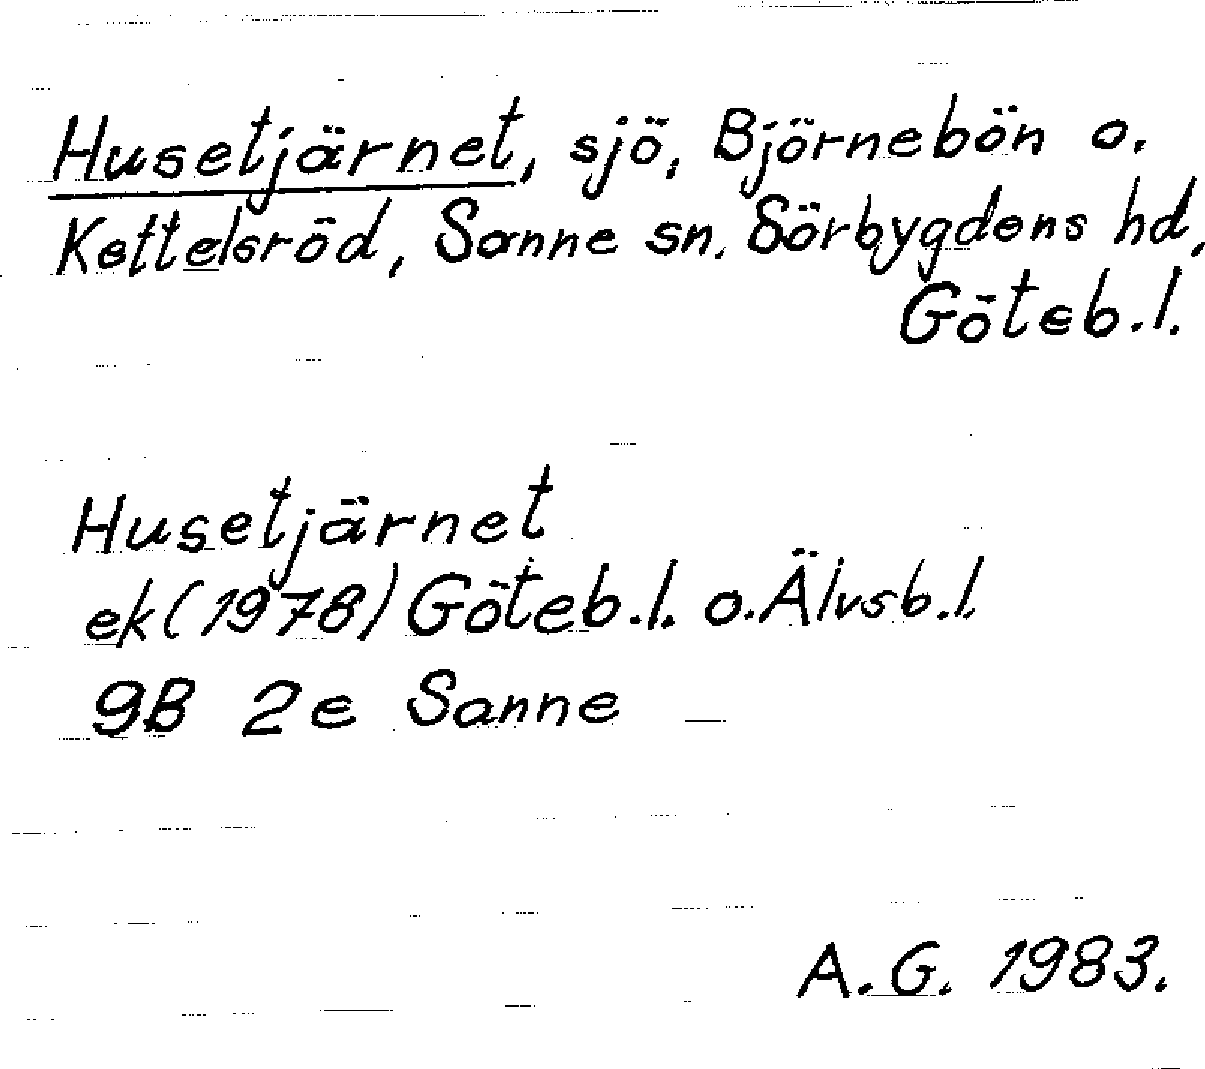 Husetjärnet, sjö, Björnebön o.
Kettelsröd, Sanne sn. Sörbygdens hd,
Göteb.l.
Husetjärnet
ek (1978) Göteb.l. o. Älvsb.l.
9B 2e Sanne
A.G. 1983.